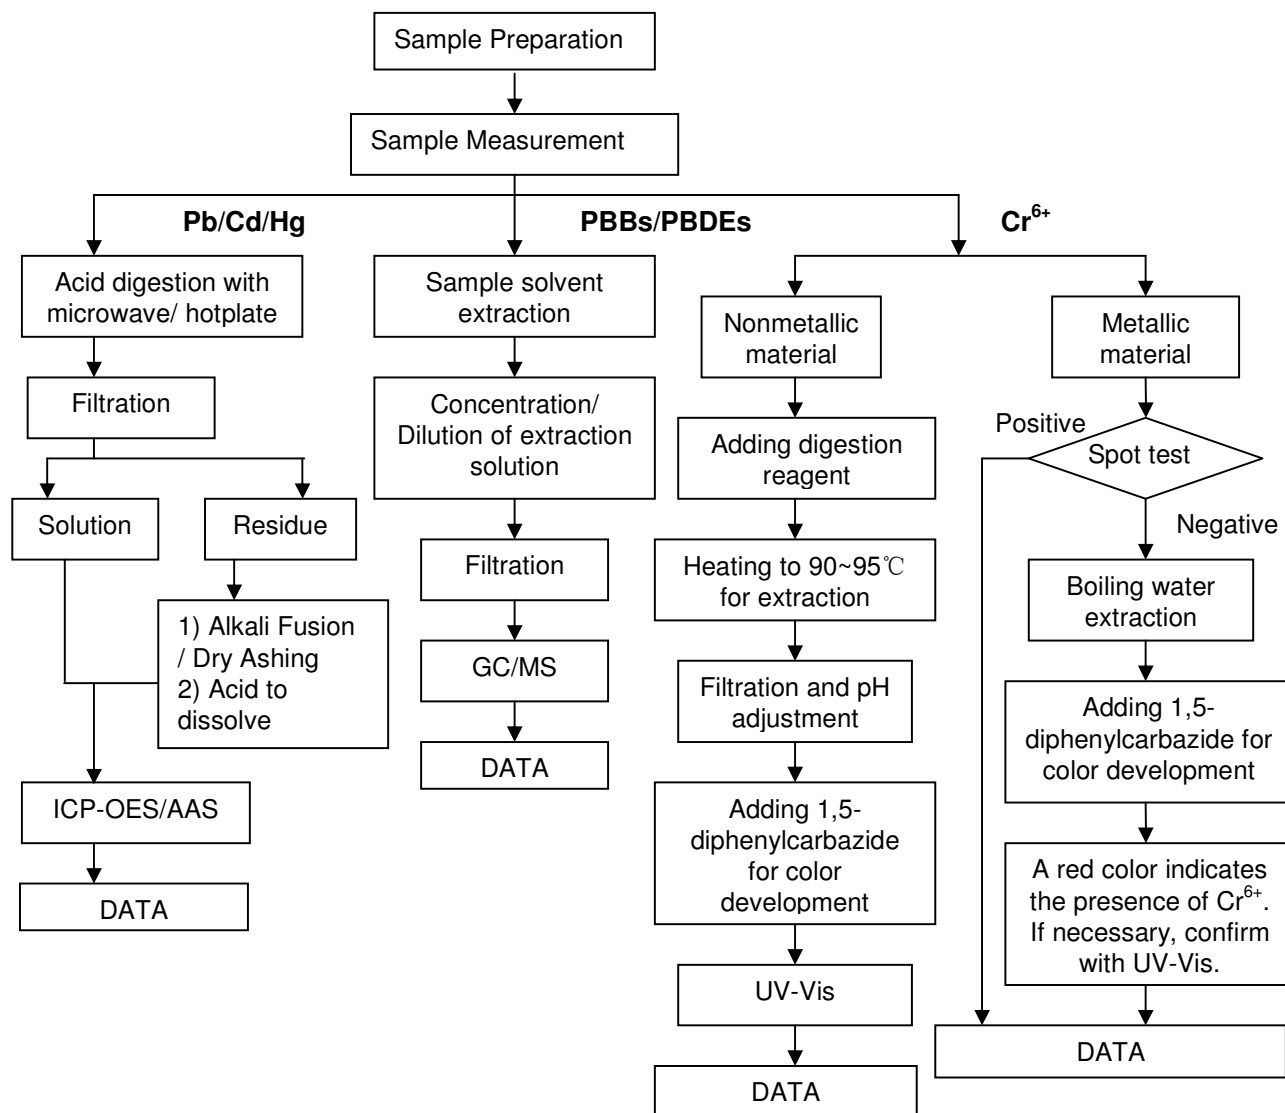 Sample Preparation
Sample Measurement
Pb/Cd/Hg
PBBs/PBDEs
Cr6+
Acid digestion with
microwave/ hotplate
Filtration
Solution
Residue
1) Alkali Fusion
/ Dry Ashing
2) Acid to
dissolve
ICP-OES/AAS
DATA
Sample solvent
extraction
Concentration/
Dilution of extraction
solution
Filtration
GC/MS
DATA
Nonmetallic
material
Adding digestion
reagent
Heating to 90~95℃
for extraction
Filtration and pH
adjustment
Adding 1,5-
diphenylcarbazide
for color
development
UV-Vis
DATA
Metallic
material
Positive
Spot test
Negative
Boiling water
extraction
Adding 1,5-
diphenylcarbazide for
color development
A red color indicates
the presence of Cr6+.
If necessary, confirm
with UV-Vis.
DATA